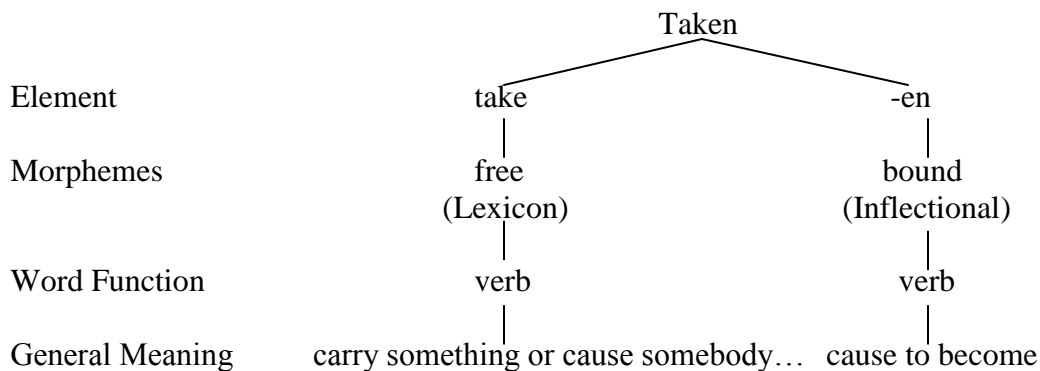 Taken
Element take -en
Morphemes free bound
(Lexicon) (Inflectional)
Word Function verb verb
General Meaning carry something or cause somebody… cause to become